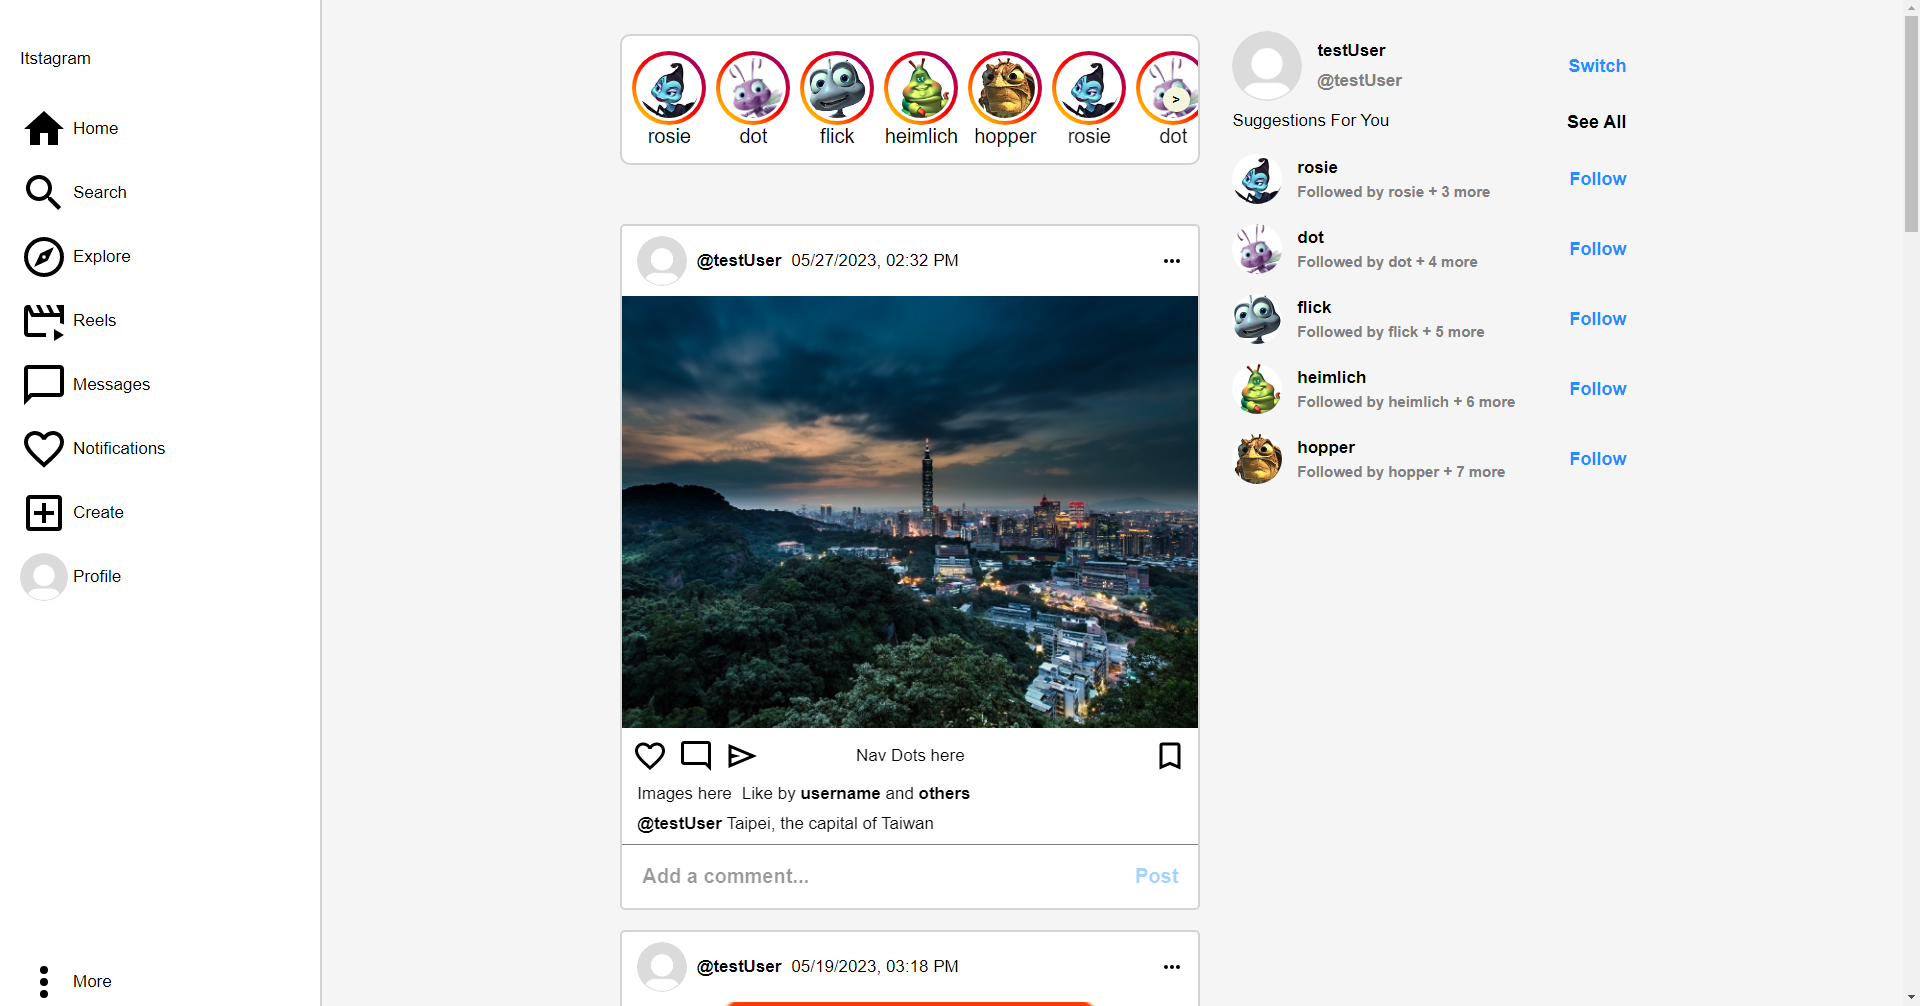 Itstagram
Home
Search
Explore
Reels
Messages
Notifications
Create
Profile
More
rosie dot flick heimlich hopper rosie dot
>
@testUser 05/27/2023, 02:32 PM
Nav Dots here
Images here Like by username and others
@testUser Taipei, the capital of Taiwan
Add a comment... Post
@testUser 05/19/2023, 03:18 PM
testUser
@testUser
Switch
Suggestions For You See All
rosie
Followed by rosie + 3 more
Follow
dot
Followed by dot + 4 more
Follow
flick
Followed by flick + 5 more
Follow
heimlich
Followed by heimlich + 6 more
Follow
hopper
Followed by hopper + 7 more
Follow